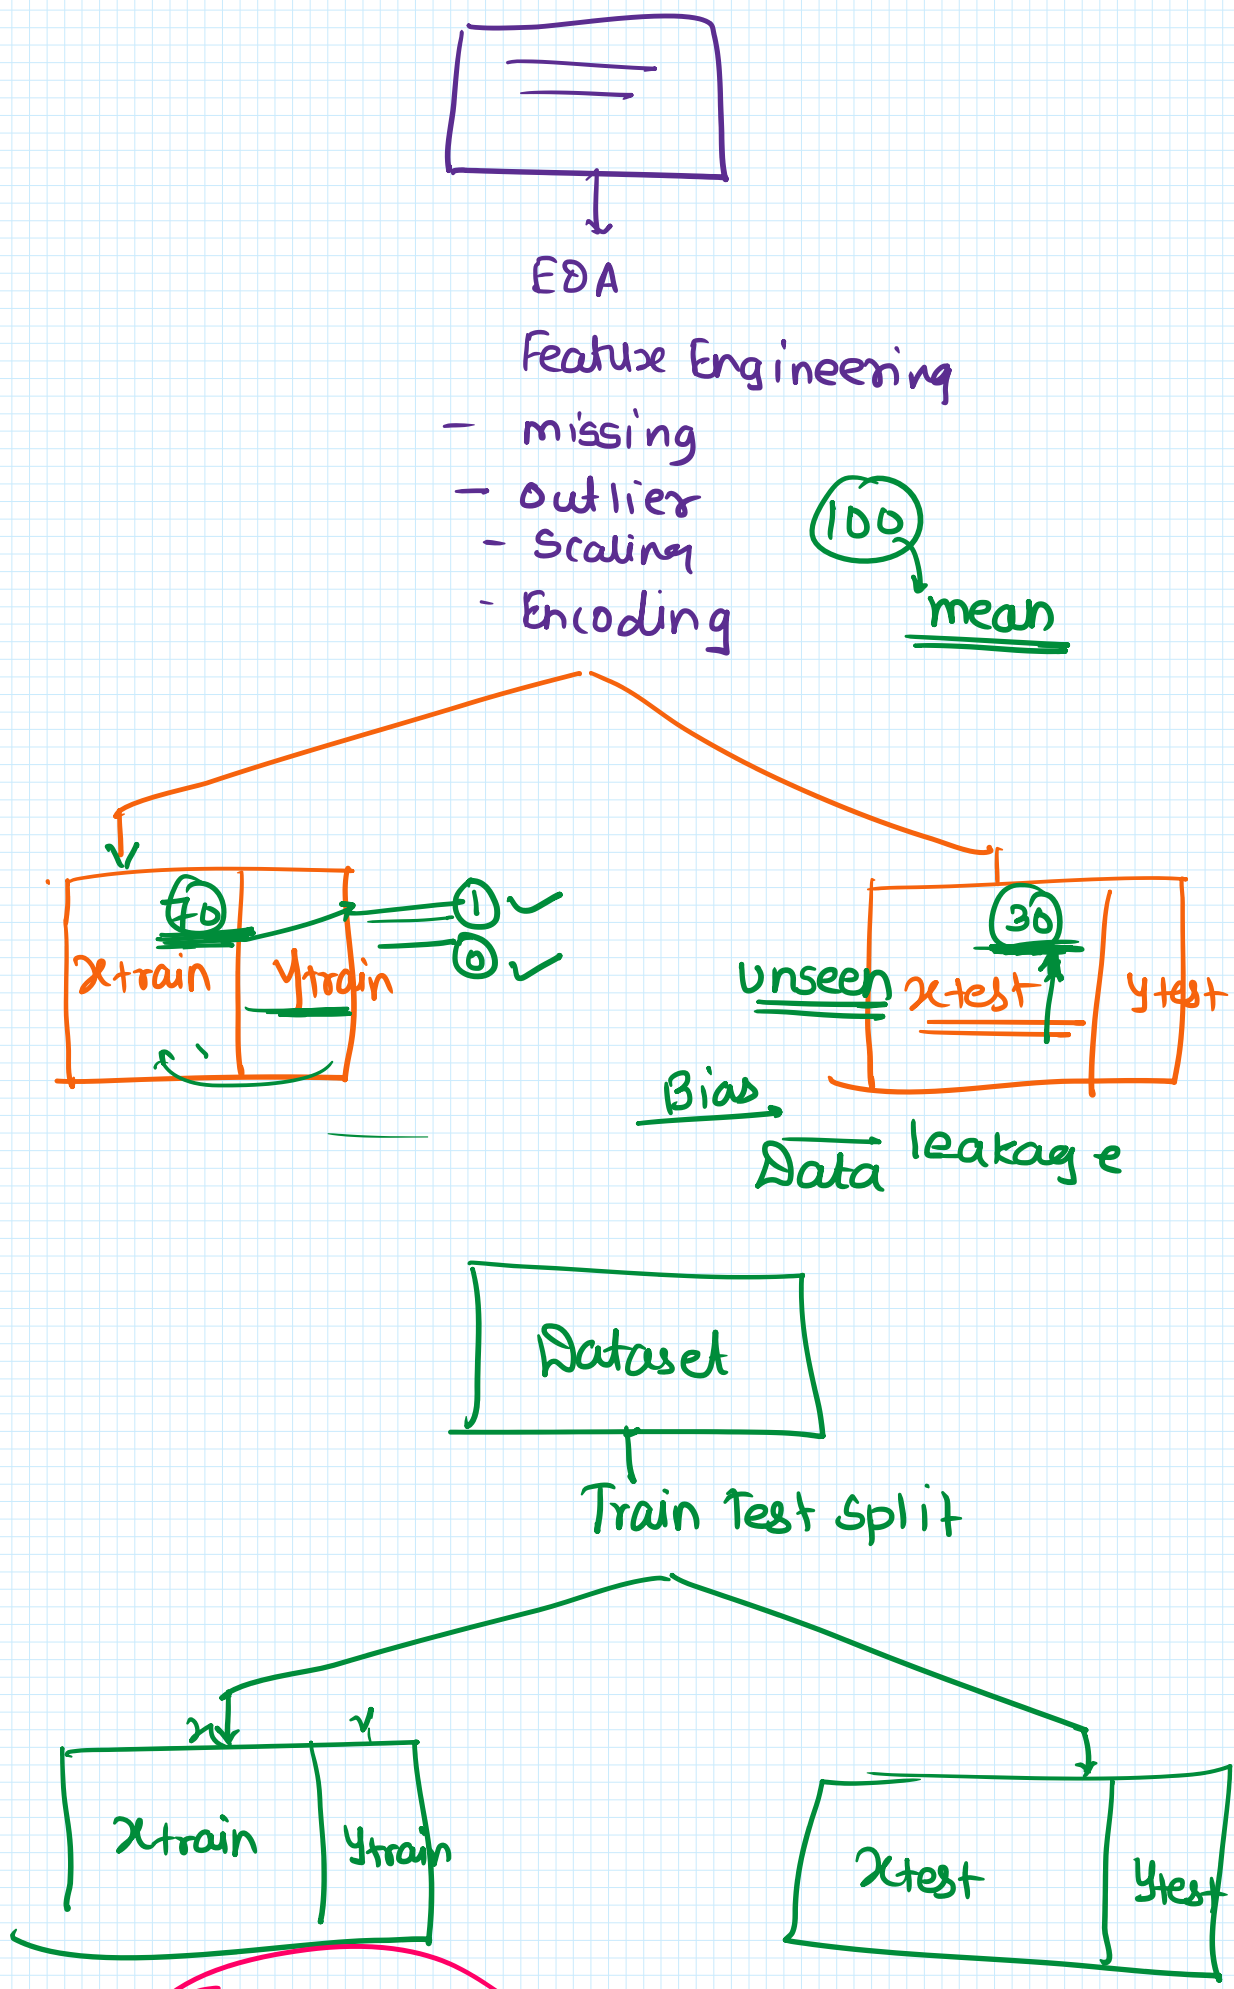 EDA
Feature Engineering
- missing
- outlier
- Scaling
- Encoding
100
mean
70
1
0
xtrain
Ytrain
unseen
30
xtest
ytest
Bias
Data leakage
Dataset
Train Test split
x
y
xtrain
ytrain
xtest
ytest